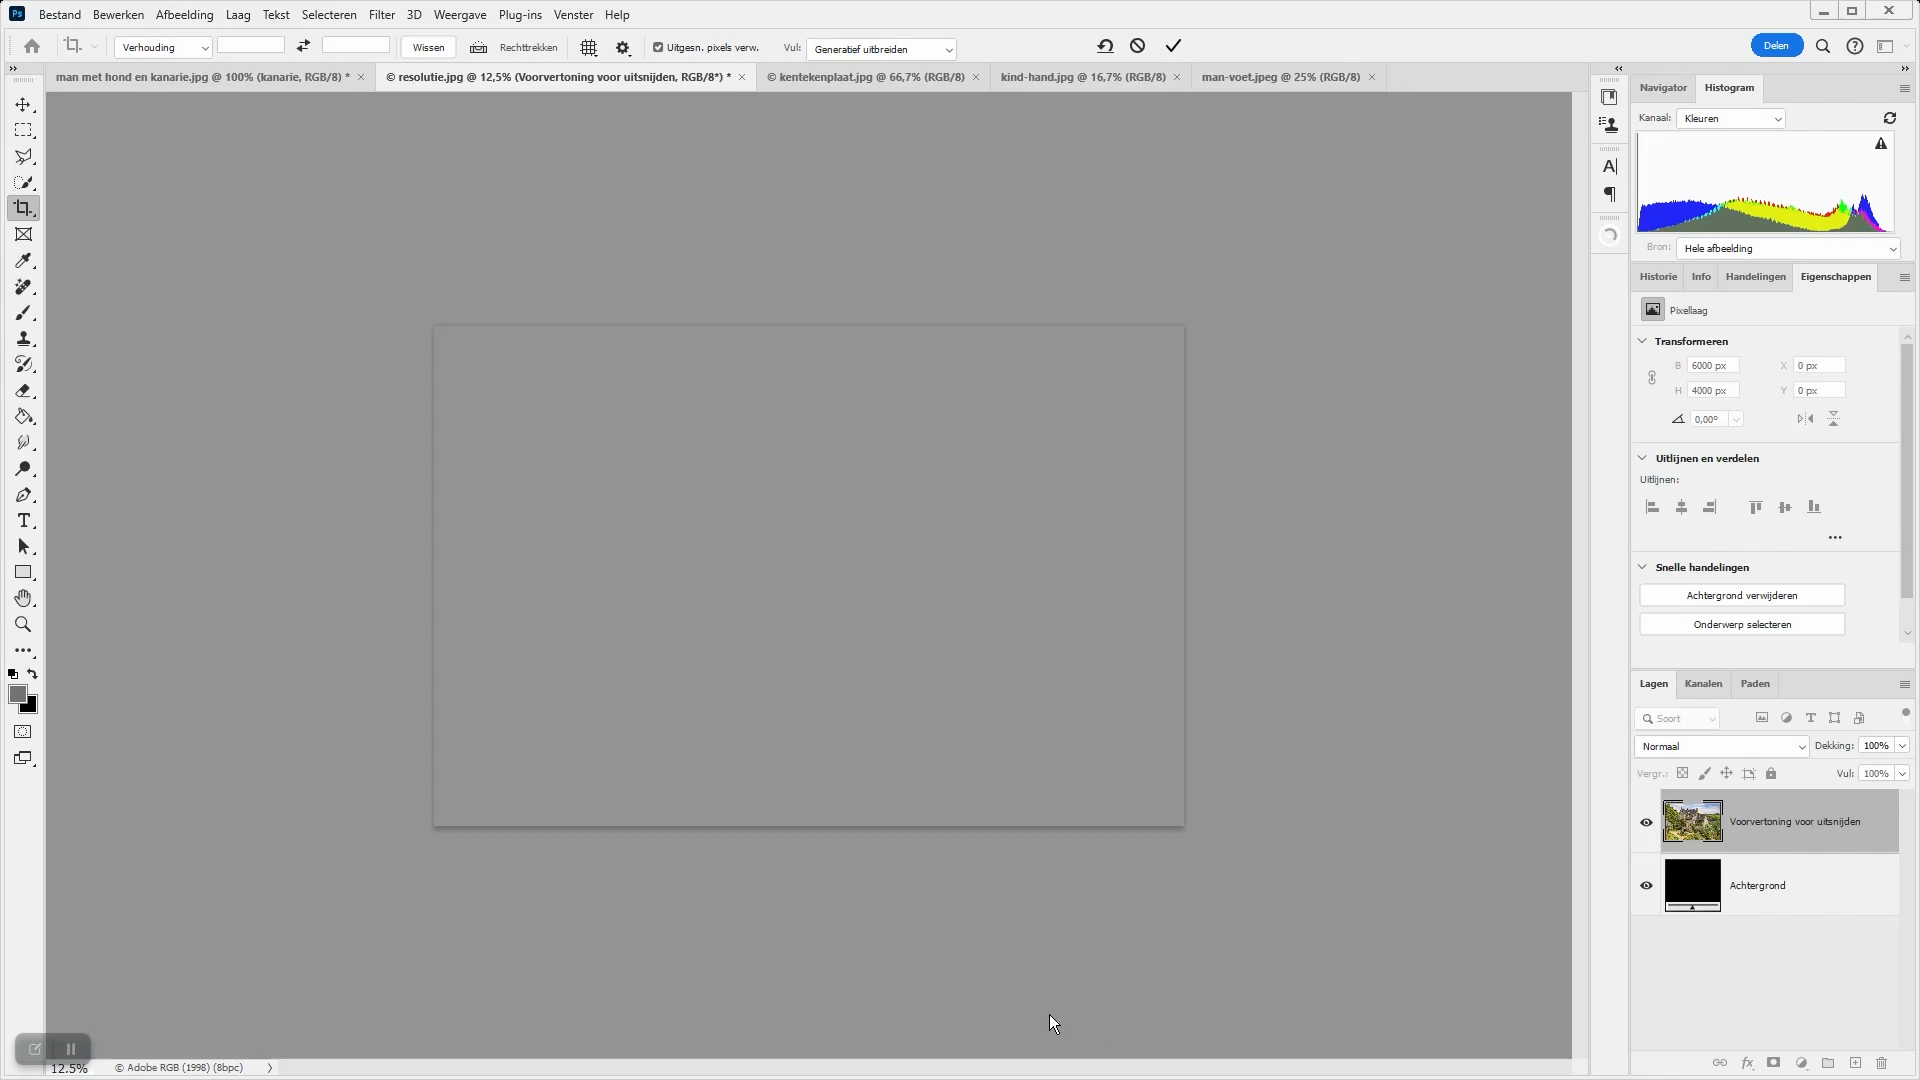 Ps Bestand Bewerken Afbeelding Laag Tekst Selecteren Filter 3D Weergave Plug-ins Venster Help
Verhouding Wissen Rechttrekken Uitgesn. pixels verw. Vul: Generatief uitbreiden Delen
man met hond en kanarie.jpg @ 100% (kanarie, RGB/8) * © resolutie.jpg @ 12,5% (Voorvertoning voor uitsnijden, RGB/8*) * © kentekenplaat.jpg @ 66,7% (RGB/8) kind-hand.jpg @ 16,7% (RGB/8) man-voet.jpeg @ 25% (RGB/8)
Navigator Histogram
Kanaal: Kleuren
Bron: Hele afbeelding
Historie Info Handelingen Eigenschappen
Pixellaag
Transformeren
B 6000 px X 0 px
H 4000 px Y 0 px
0,00°
Uitlijnen en verdelen
Uitlijnen:
Snelle handelingen
Achtergrond verwijderen
Onderwerp selecteren
Lagen Kanalen Paden
Soort
Normaal Dekking: 100%
Vergr.: Vul: 100%
Voorvertoning voor uitsnijden
Achtergrond
12,5% © Adobe RGB (1998) (8bpc)